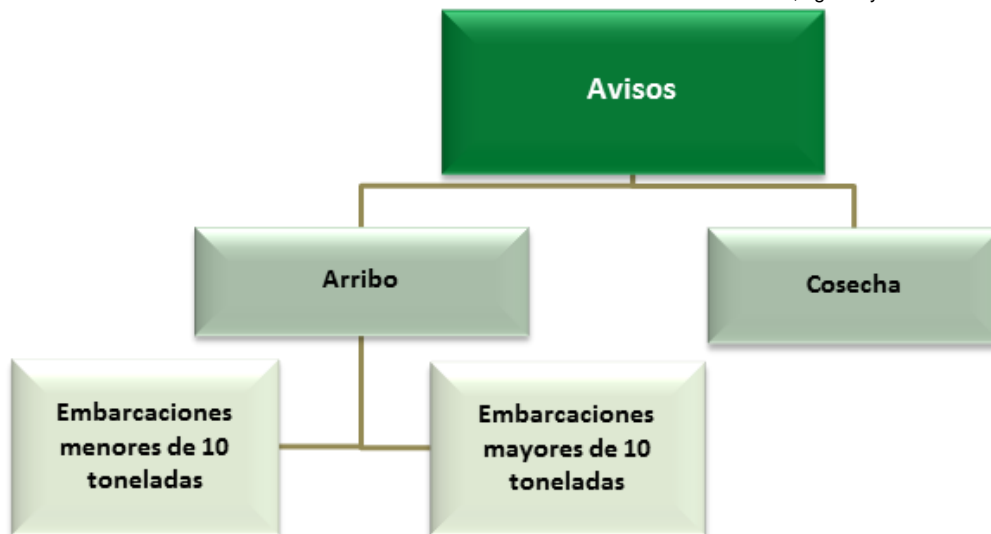 Avisos
Arribo
Cosecha
Embarcaciones
menores de 10
toneladas
Embarcaciones
mayores de 10
toneladas